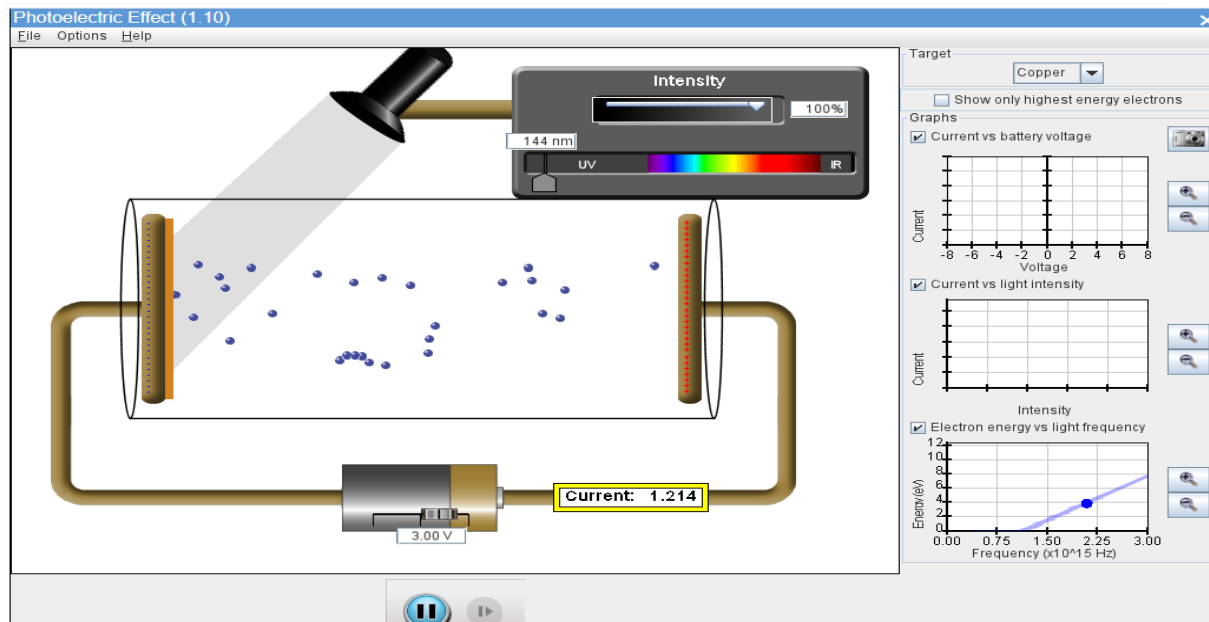 Photoelectric Effect (1.10)
File Options Help
Intensity
100%
144 nm
UV
IR
Current: 1.214
3.00 V
Target
Copper
Show only highest energy electrons
Graphs
Current vs battery voltage
Current
-8 -6 -4 -2 0 2 4 6 8
Voltage
Current vs light intensity
Current
Intensity
Electron energy vs light frequency
Energy (eV)
12
10
8
6
4
2
0
0.00 0.75 1.50 2.25 3.00
Frequency (x10^15 Hz)